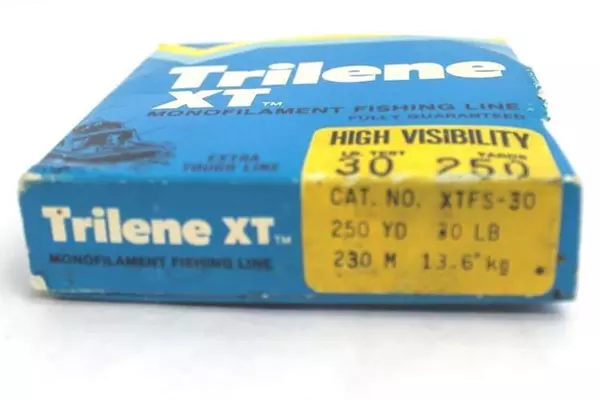 Trilene
XT™
MONOFILAMENT FISHING LINE
FULLY GUARANTEED
EXTRA
TOUGH LINE
HIGH VISIBILITY
LB. TEST YARDS
30 250
CAT. NO. XTFS-30
250 YD 30 LB
230 M 13.6 kg
Trilene XT™
MONOFILAMENT FISHING LINE